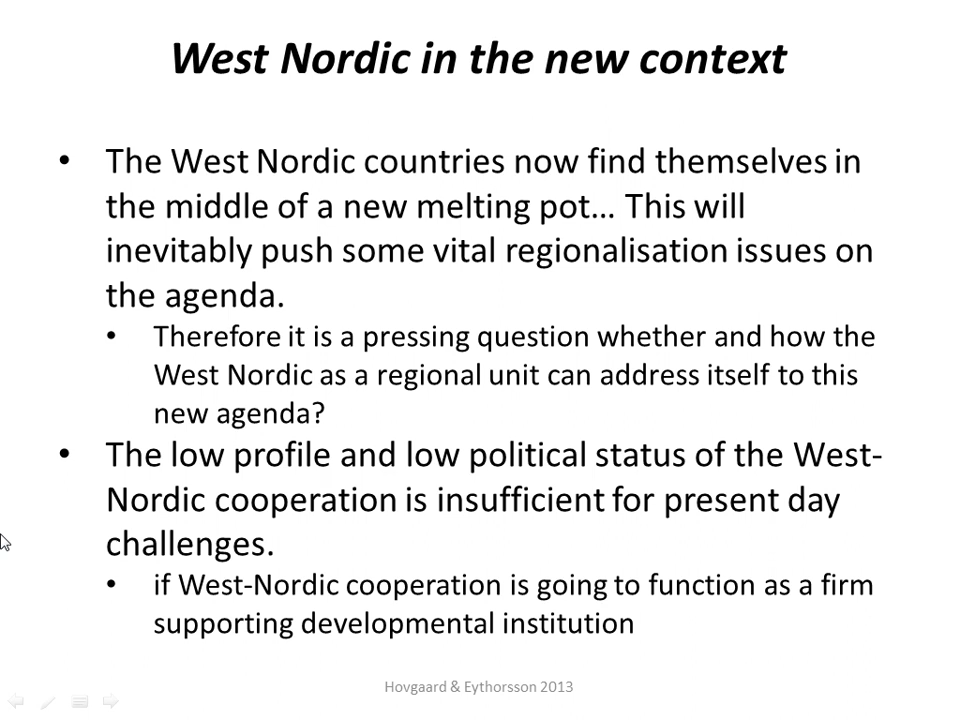 West Nordic in the new context
• The West Nordic countries now find themselves in
the middle of a new melting pot... This will
inevitably push some vital regionalisation issues on
the agenda.
• Therefore it is a pressing question whether and how the
West Nordic as a regional unit can address itself to this
new agenda?
• The low profile and low political status of the West-
Nordic cooperation is insufficient for present day
challenges.
• if West-Nordic cooperation is going to function as a firm
supporting developmental institution
Hovgaard & Eythorsson 2013